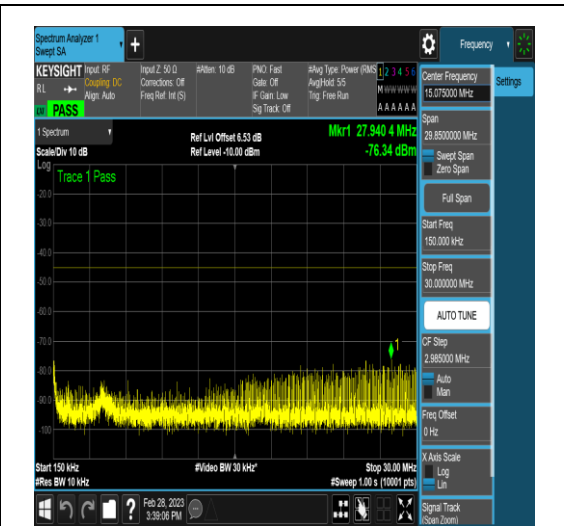 Spectrum Analyzer 1
Swept SA
Frequency
KEYSIGHT
RL
PASS
Input: RF
Coupling: DC
Align: Auto
Input Z: 50 Ω
Corrections: Off
Freq Ref: Int (S)
#Atten: 10 dB
PNO: Fast
Gate: Off
IF Gain: Low
Sig Track: Off
#Avg Type: Power (RMS
Avg|Hold: 5/5
Trig: Free Run
1 2 3 4 5 6
M W W W W W
A A A A A A
1 Spectrum
Scale/Div 10 dB
Ref Lvl Offset 6.53 dB
Ref Level -10.00 dBm
Mkr1 27.940 4 MHz
-76.34 dBm
Log
Trace 1 Pass
-20.0
-30.0
-40.0
-50.0
-60.0
-70.0
-80.0
-90.0
-100
1
Start 150 kHz
#Res BW 10 kHz
#Video BW 30 kHz*
Stop 30.00 MHz
#Sweep 1.00 s (10001 pts)
Center Frequency
15.075000 MHz
Settings
Span
29.8500000 MHz
Swept Span
Zero Span
Full Span
Start Freq
150.000 kHz
Stop Freq
30.000000 MHz
AUTO TUNE
CF Step
2.985000 MHz
Auto
Man
Freq Offset
0 Hz
X Axis Scale
Log
Lin
Signal Track
(Span Zoom)
Feb 28, 2023
3:39:06 PM